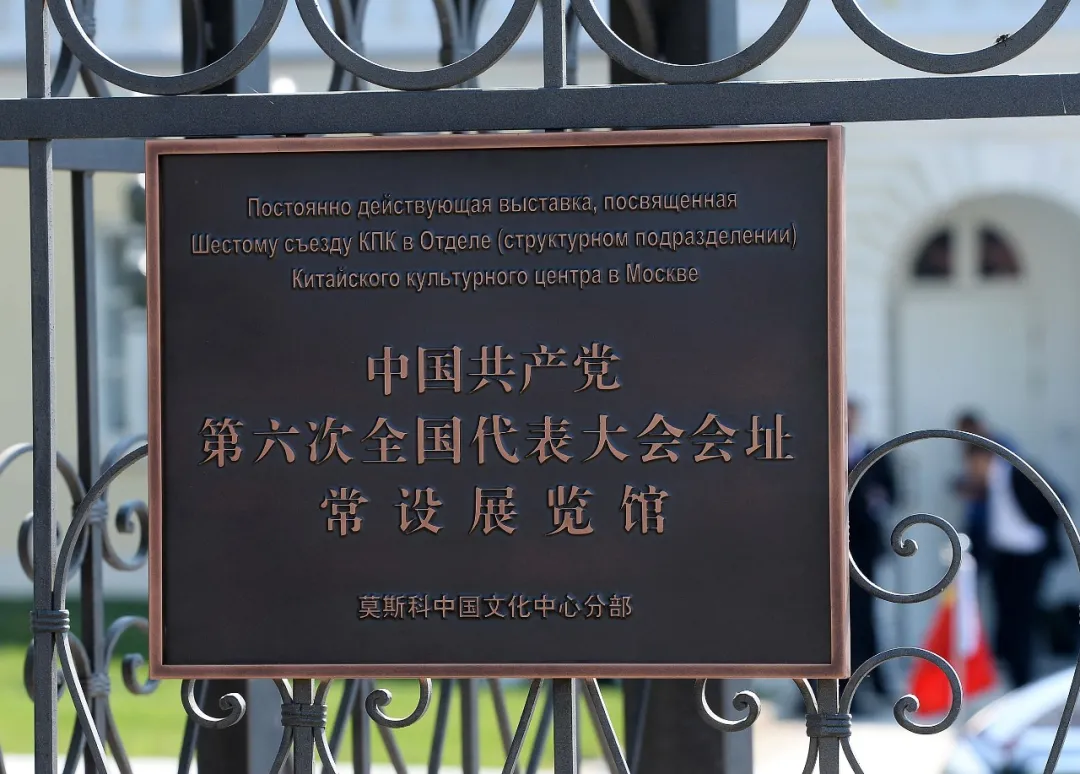 Постоянно действующая выставка, посвященная
Шестому съезду КПК в Отделе (структурном подразделении)
Китайского культурного центра в Москве
中国共产党
第六次全国代表大会会址
常设展览馆
莫斯科中国文化中心分部